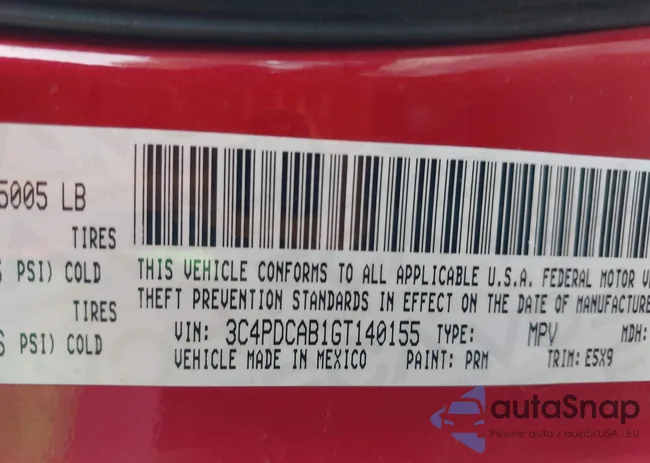 5005 LB
TIRES
PSI) COLD
THIS VEHICLE CONFORMS TO ALL APPLICABLE U.S.A. FEDERAL MOTOR
THEFT PREVENTION STANDARDS IN EFFECT ON THE DATE OF MANUFACTURE
TIRES
VIN: 3C4PDCAB1GT140155 TYPE: MPV MDH:
PSI) COLD
VEHICLE MADE IN MEXICO PAINT: PRM TRIM: E5X9
autaSnap
Pewne auta z aukcji USA - EU